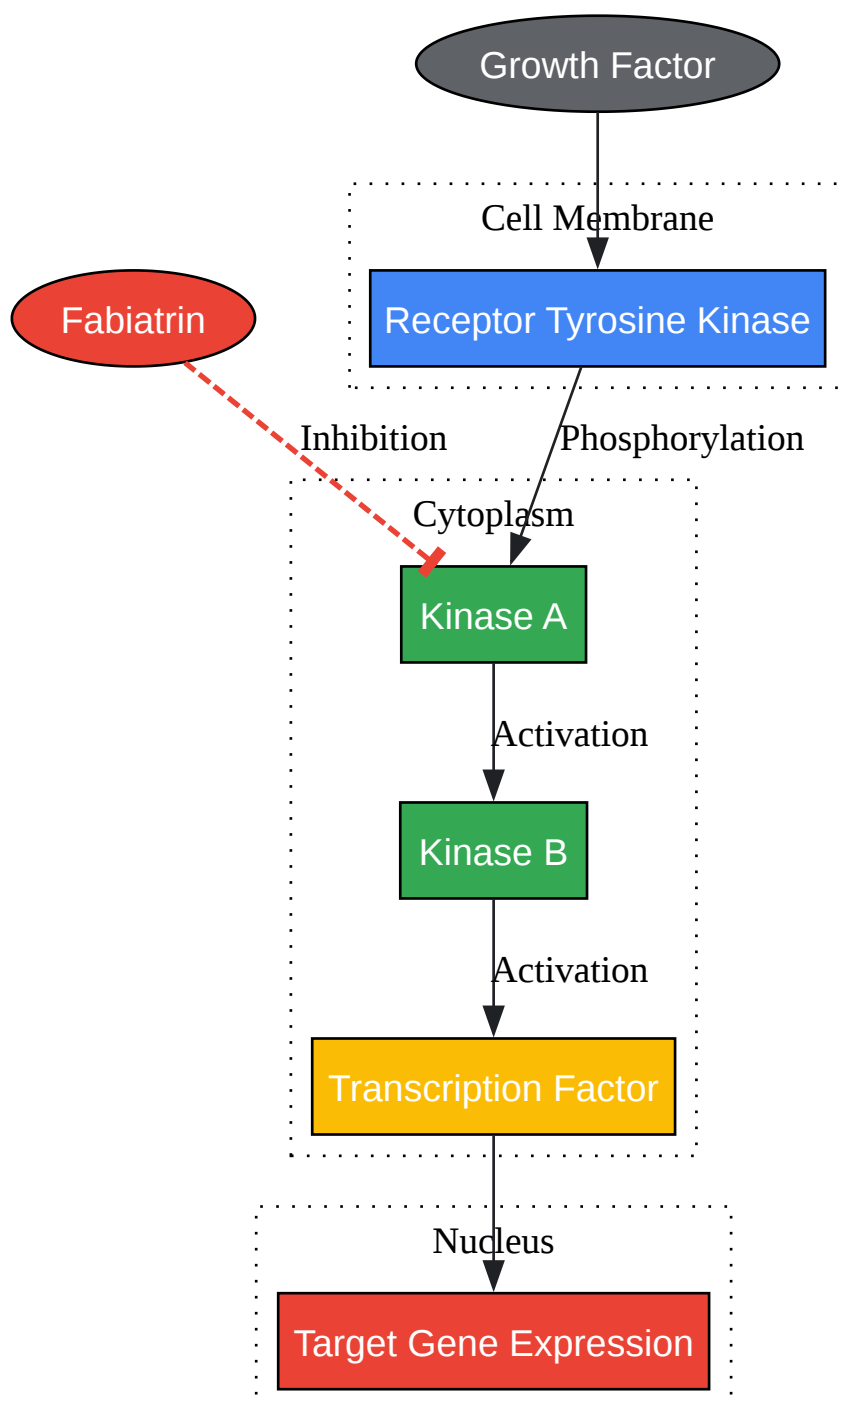 Growth Factor
Cell Membrane
Fabiatrin
Receptor Tyrosine Kinase
Inhibition
Phosphorylation
Cytoplasm
Kinase A
Activation
Kinase B
Activation
Transcription Factor
Nucleus
Target Gene Expression